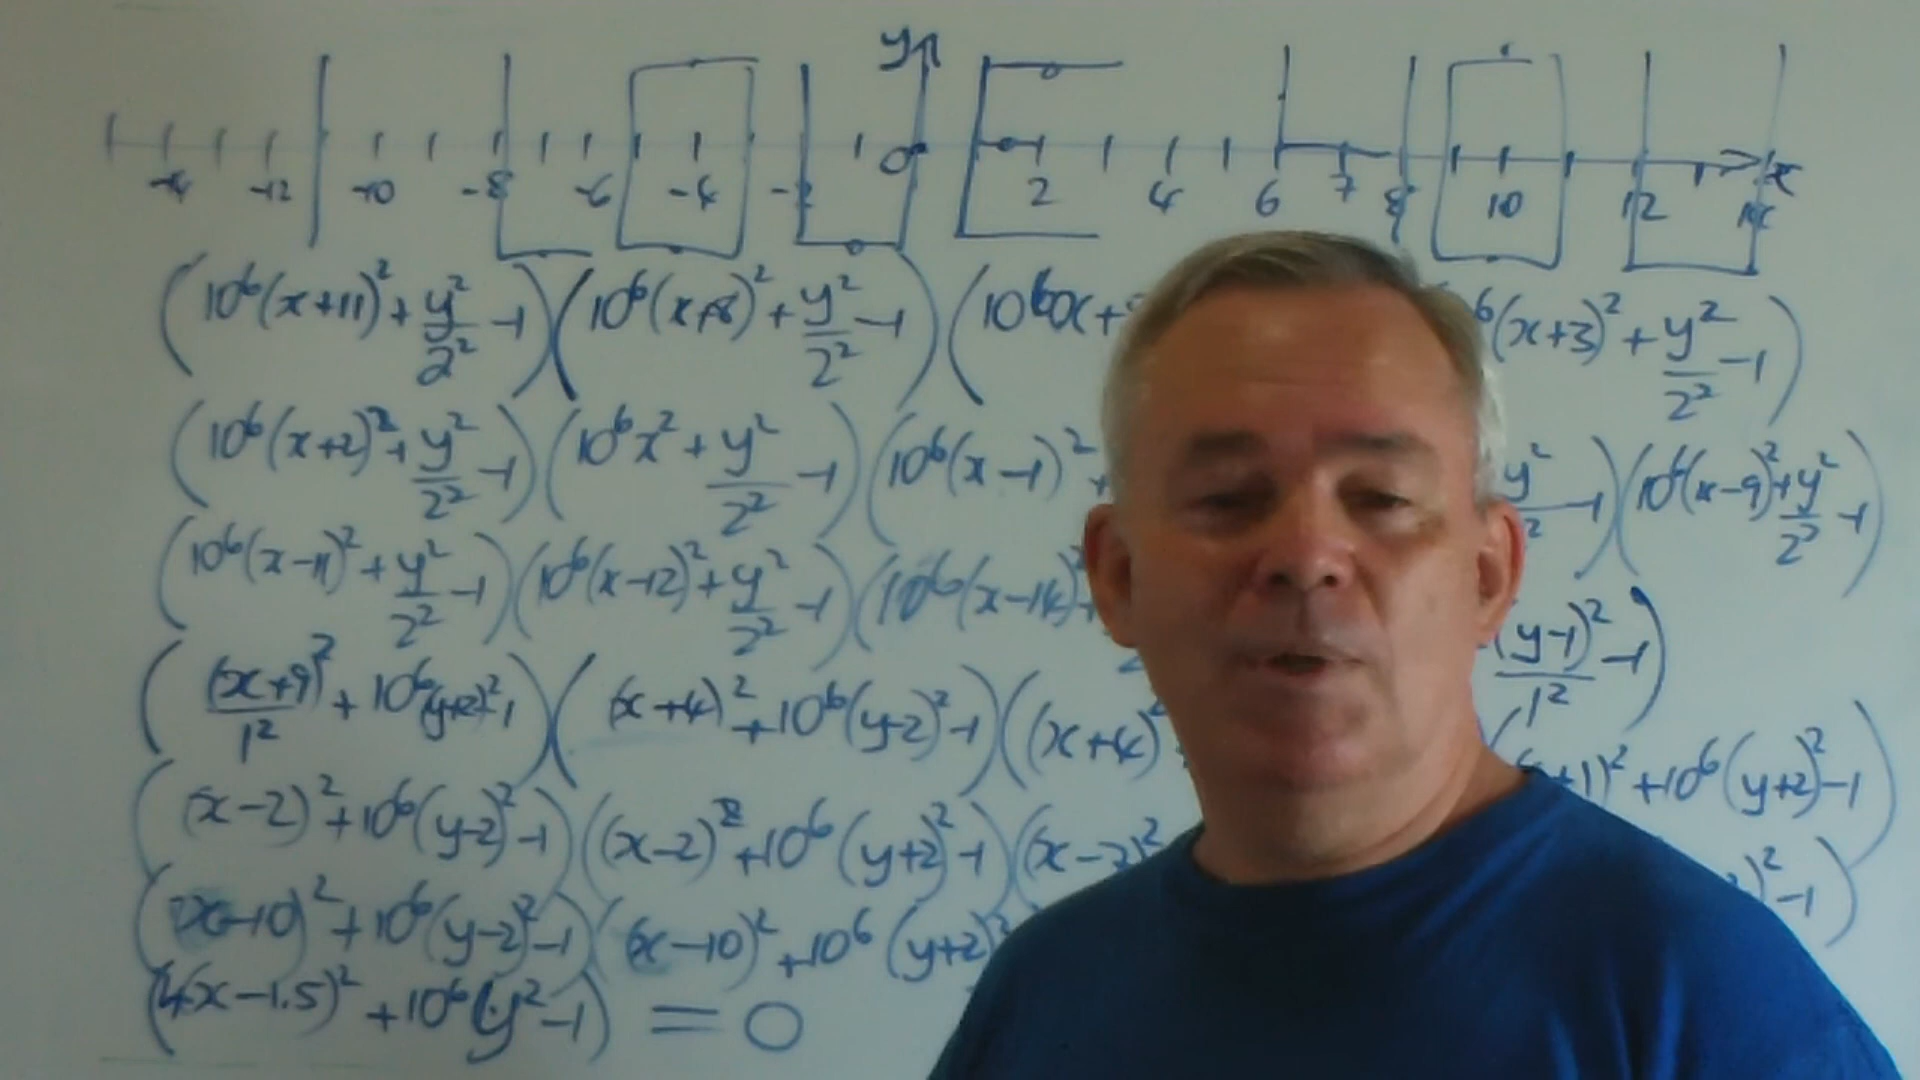 y
-14 -12 -10 -8 -6 -4 -2 0 2 4 6 7 8 10 12 14 x
(10⁶(x+11)²+y²/2²-1)(10⁶(x+8)²+y²/2²-1)(10⁶(x+ ⁶(x+3)²+y²/2²-1)
(10⁶(x+2)²+y²/2²-1)(10⁶x²+y²/2²-1)(10⁶(x-1)²+ y²/2²-1)(10⁶(x-9)²+y²/2²-1)
(10⁶(x-11)²+y²/2²-1)(10⁶(x-12)²+y²/2²-1)(10⁶(x-14)²+ (y-1)²/1²-1)
((x+9)²/1²+10⁶(y+2)²-1)((x+4)²+10⁶(y-2)²-1)((x+4)² +1)²+10⁶(y+2)²-1)
((x-2)²+10⁶(y-2)²-1)((x-2)²+10⁶(y+2)²-1)((x-2)² )²-1)
((x-10)²+10⁶(y-2)²-1)((x-10)²+10⁶(y+2)²
(4(x-1.5)²+10⁶(y²-1)=0